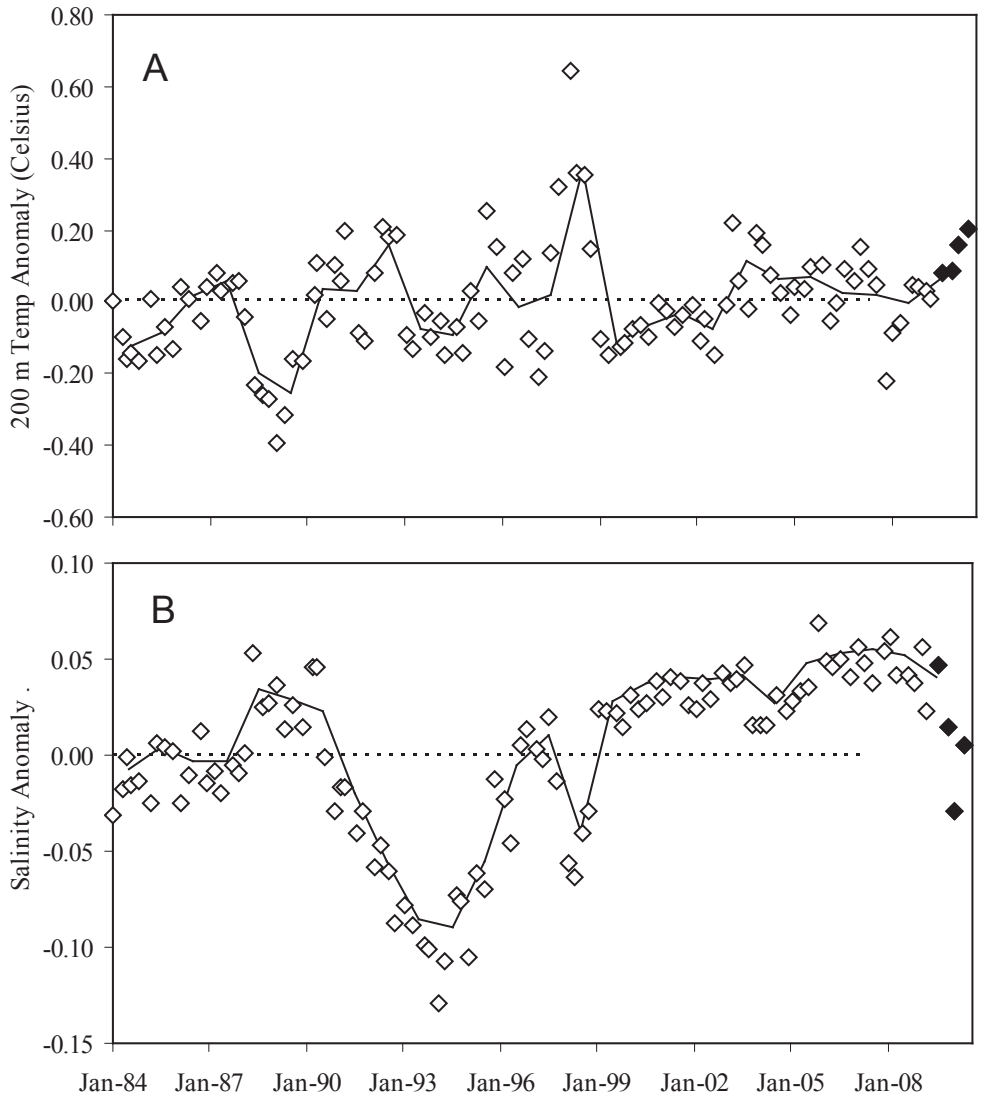 0.80
A
0.60
0.40
0.20
0.00
-0.20
-0.40
-0.60
200 m Temp Anomaly (Celsius)
0.10
B
0.05
0.00
-0.05
-0.10
-0.15
Salinity Anomaly .
Jan-84 Jan-87 Jan-90 Jan-93 Jan-96 Jan-99 Jan-02 Jan-05 Jan-08